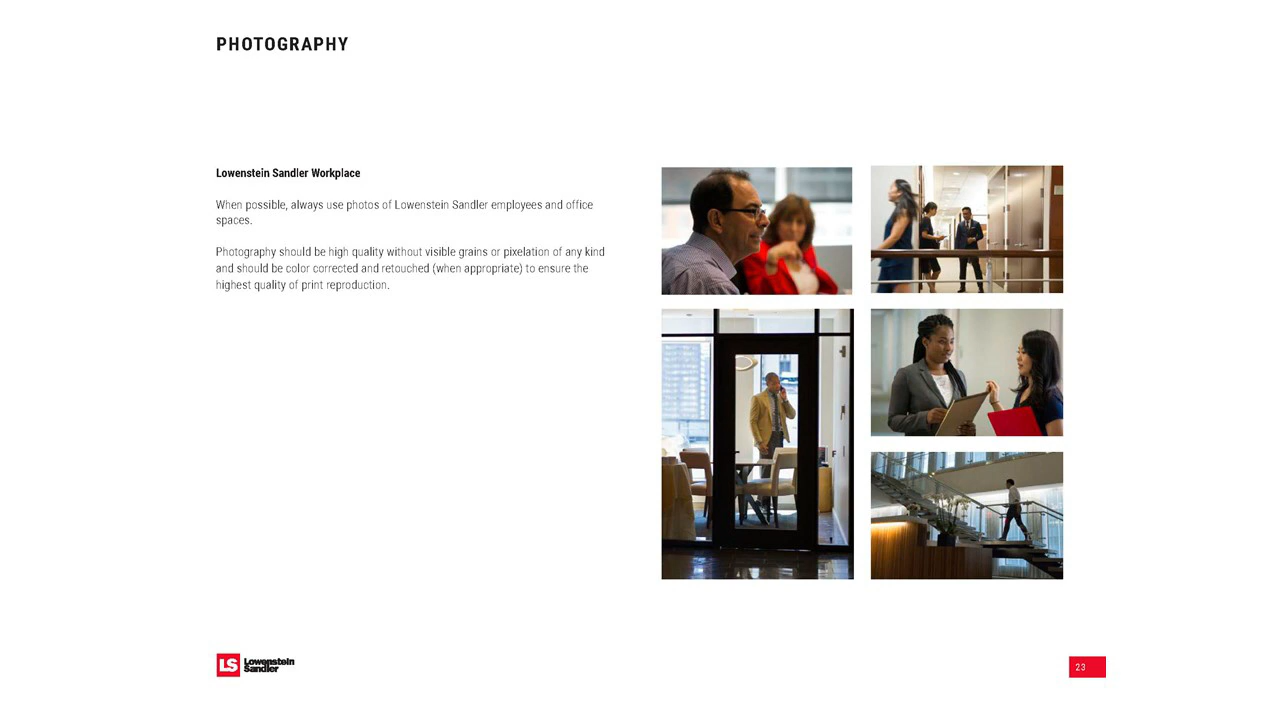 PHOTOGRAPHY
Lowenstein Sandler Workplace
When possible, always use photos of Lowenstein Sandler employees and office
spaces.
Photography should be high quality without visible grains or pixelation of any kind
and should be color corrected and retouched (when appropriate) to ensure the
highest quality of print reproduction.
LS Lowenstein
Sandler
23